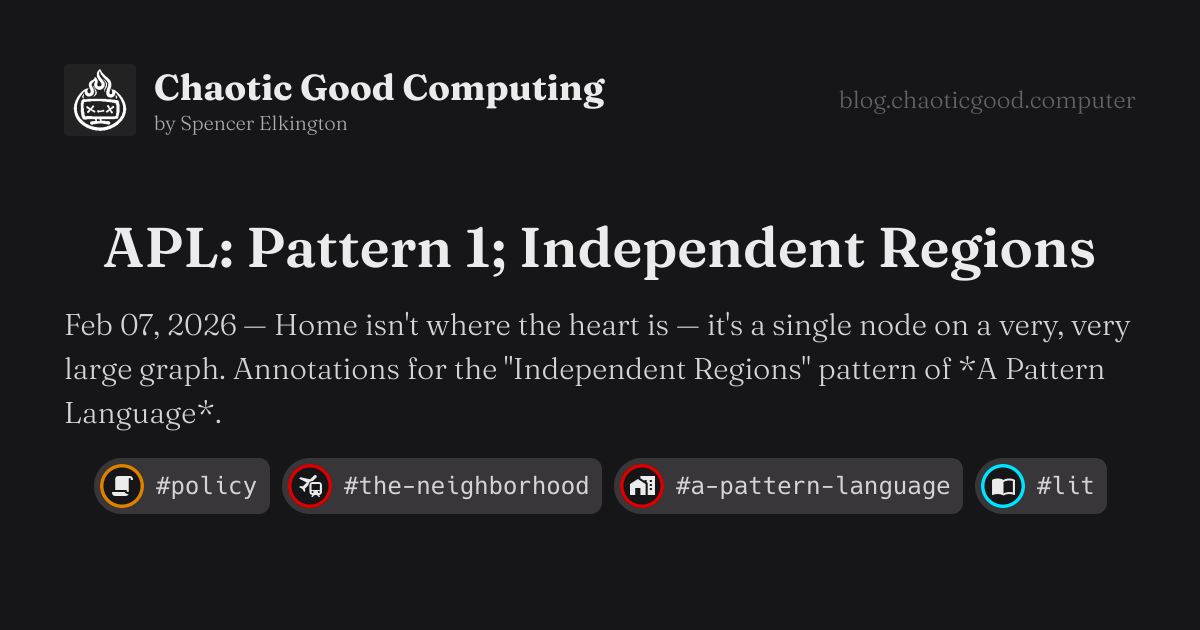 Chaotic Good Computing
by Spencer Elkington
blog.chaoticgood.computer
APL: Pattern 1; Independent Regions
Feb 07, 2026 — Home isn't where the heart is — it's a single node on a very, very
large graph. Annotations for the "Independent Regions" pattern of *A Pattern
Language*.
#policy
#the-neighborhood
#a-pattern-language
#lit